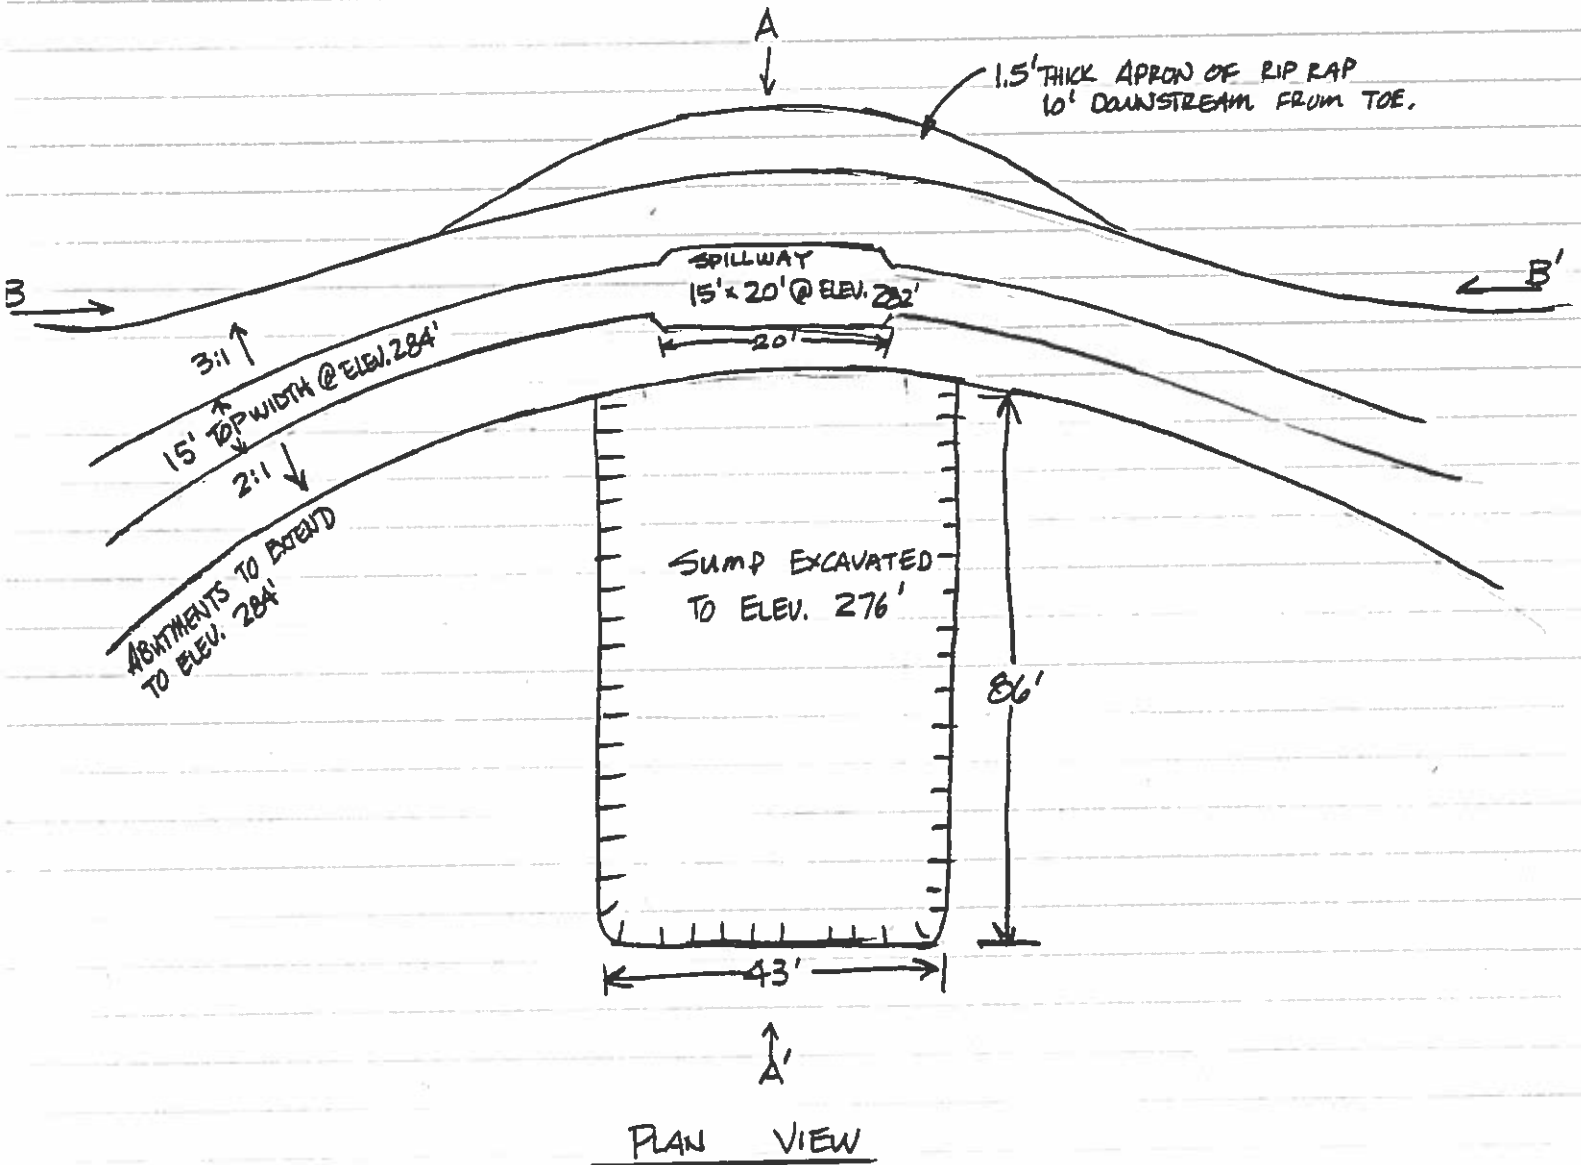 A
1.5' THICK APRON OF RIP RAP
10' DOWNSTREAM FROM TOE.
B
B'
SPILLWAY
15' x 20' @ ELEV. 282'
20'
3:1
15' TOP WIDTH @ ELEV. 284'
2:1
ABUTMENTS TO EXTEND
TO ELEV. 284'
SUMP EXCAVATED
TO ELEV. 276'
86'
43'
A'
PLAN VIEW